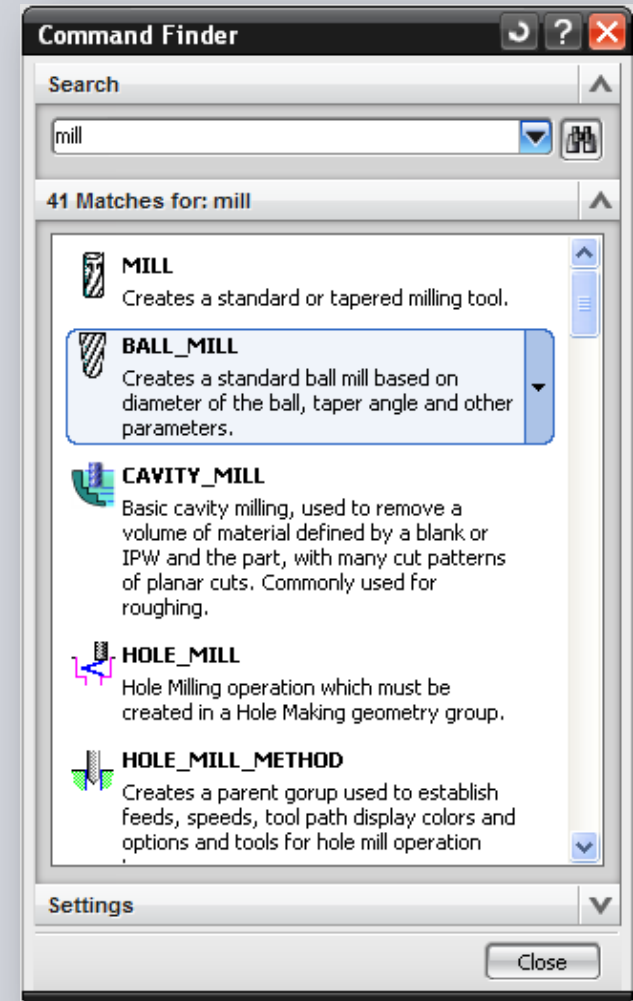 Command Finder
Search
mill
41 Matches for: mill
MILL
Creates a standard or tapered milling tool.
BALL_MILL
Creates a standard ball mill based on
diameter of the ball, taper angle and other
parameters.
CAVITY_MILL
Basic cavity milling, used to remove a
volume of material defined by a blank or
IPW and the part, with many cut patterns
of planar cuts. Commonly used for
roughing.
HOLE_MILL
Hole Milling operation which must be
created in a Hole Making geometry group.
HOLE_MILL_METHOD
Creates a parent gorup used to establish
feeds, speeds, tool path display colors and
options and tools for hole mill operation
Settings
Close